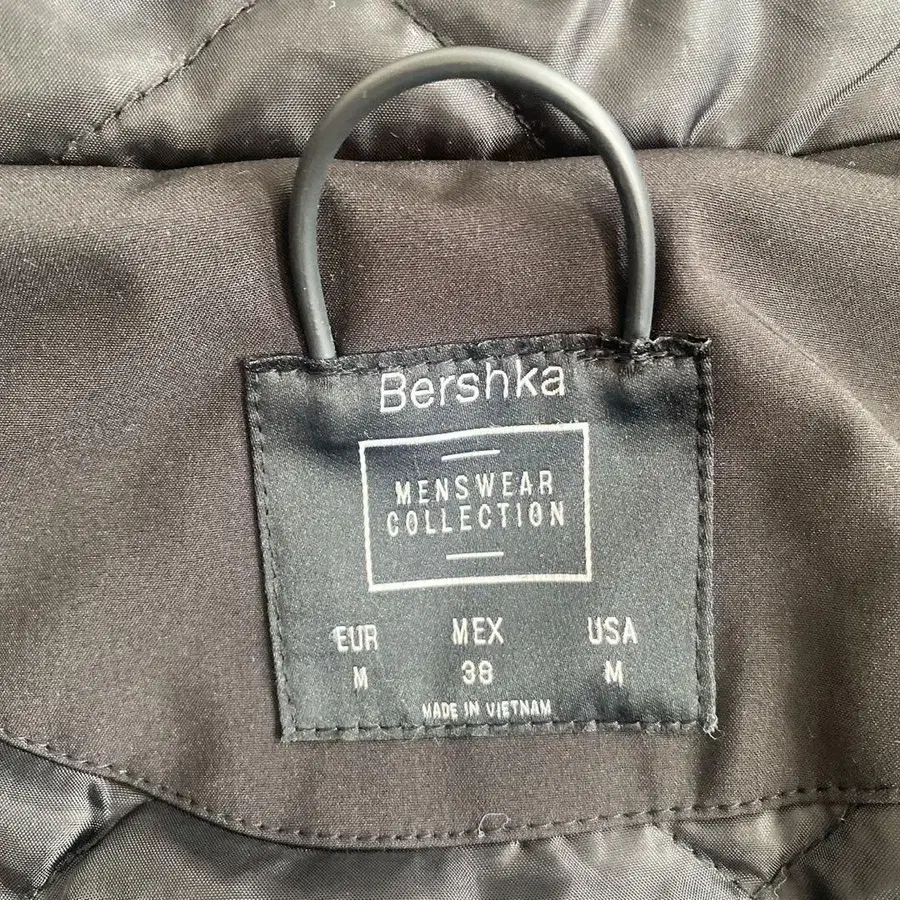 Bershka
MENSWEAR
COLLECTION
EUR MEX USA
M 38 M
MADE IN VIETNAM